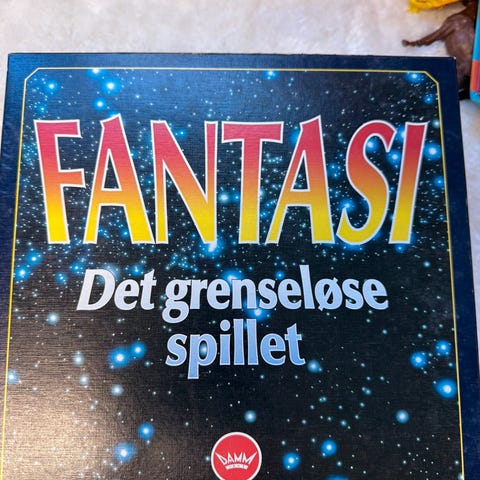 FANTASI
Det grenseløse
spillet
DAMM